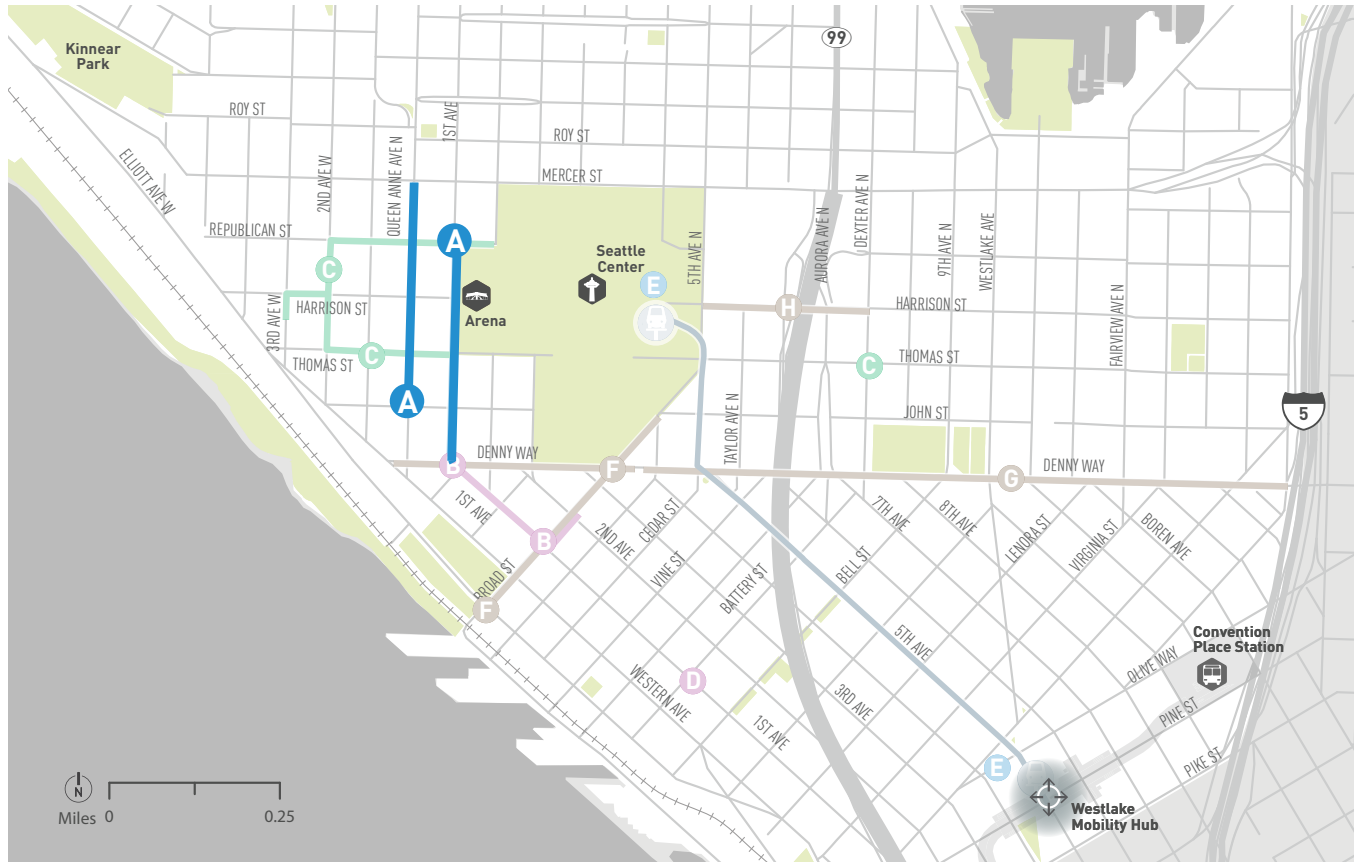 99
Kinnear
Park
ROY ST
1ST AVE
ROY ST
ELLIOTT AVE W
2ND AVE W
QUEEN ANNE AVE N
MERCER ST
AURORA AVE N
DEXTER AVE N
REPUBLICAN ST
A
5TH AVE N
9TH AVE N
WESTLAKE AVE
C
Seattle
Center
E
3RD AVE W
HARRISON ST
Arena
H
HARRISON ST
FAIRVIEW AVE N
THOMAS ST
C
C
THOMAS ST
A
TAYLOR AVE N
JOHN ST
5
B
DENNY WAY
F
G
DENNY WAY
1ST AVE
B
2ND AVE
CEDAR ST
7TH AVE
8TH AVE
LENORA ST
VIRGINIA ST
BOREN AVE
BROAD ST
F
VINE ST
BATTERY ST
BELL ST
5TH AVE
Convention
Place Station
OLIVE WAY
D
WESTERN AVE
3RD AVE
1ST AVE
PINE ST
PIKE ST
E
N
Miles 0 0.25
Westlake
Mobility Hub